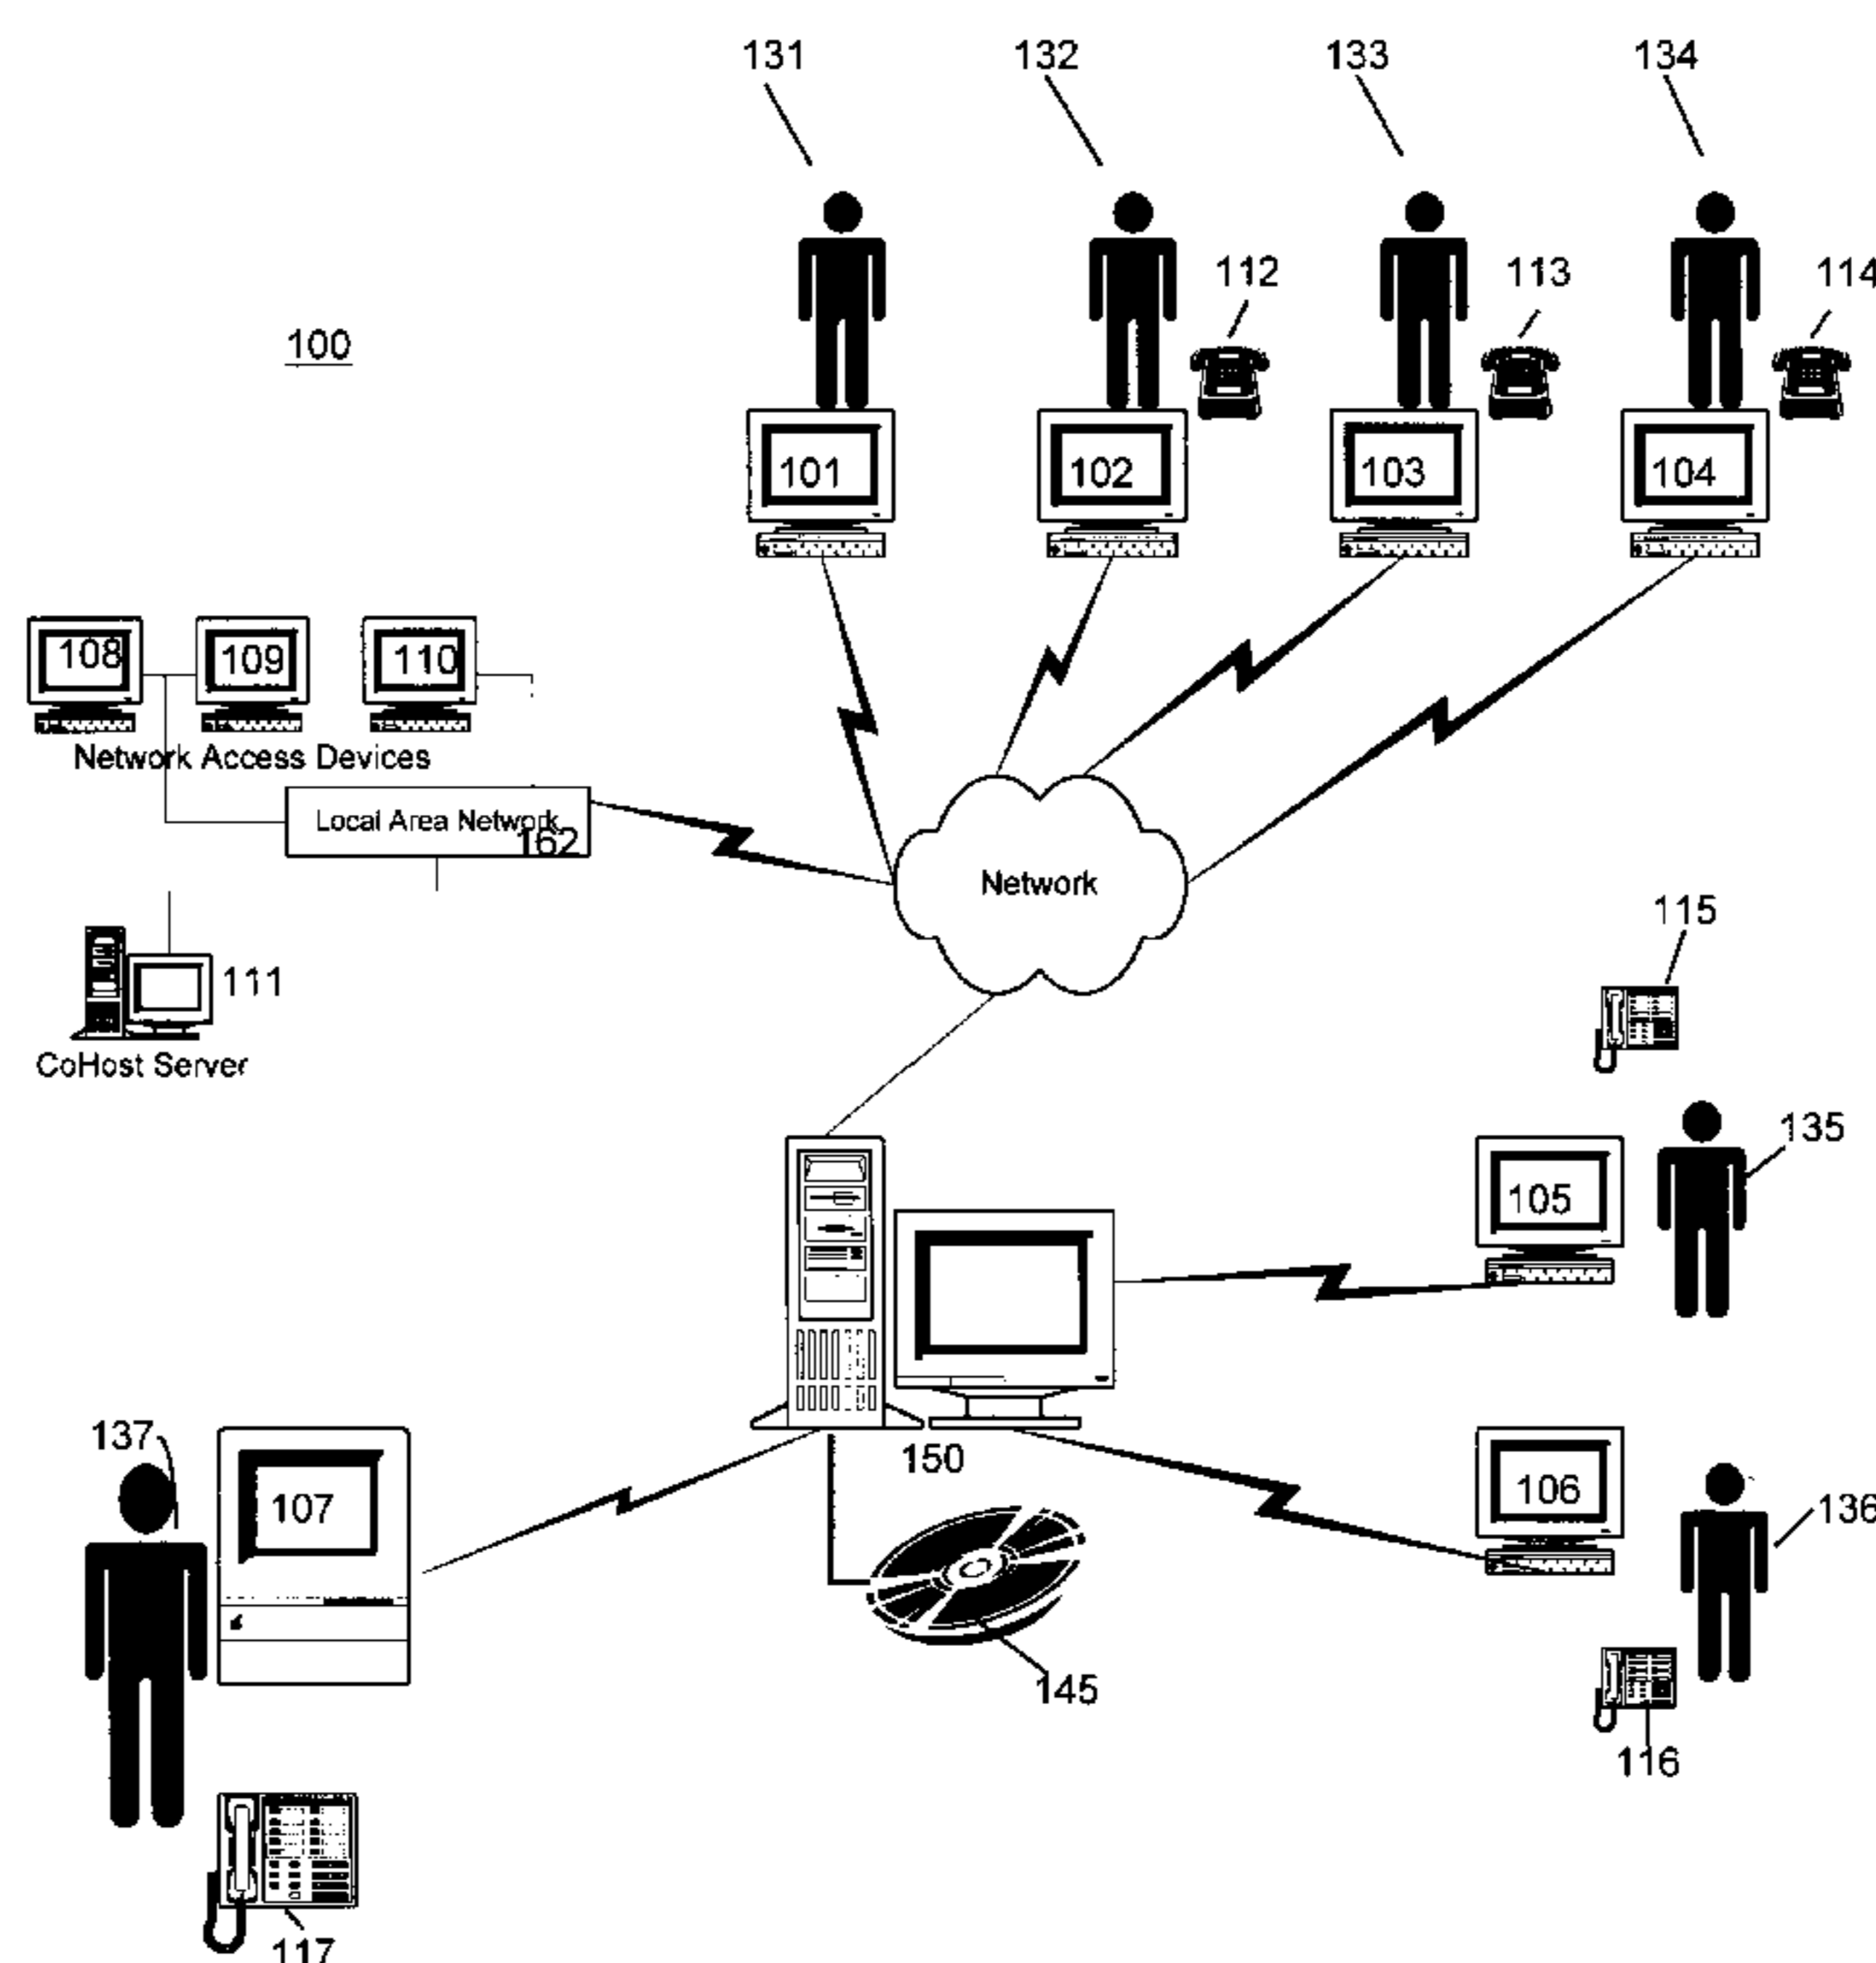 131 132 133 134
112 113 114
100
101 102 103 104
108 109 110
Network Access Devices
Local Area Network
162
Network
115
111
CoHost Server
135
105
137
150
107
106
136
145
116
117